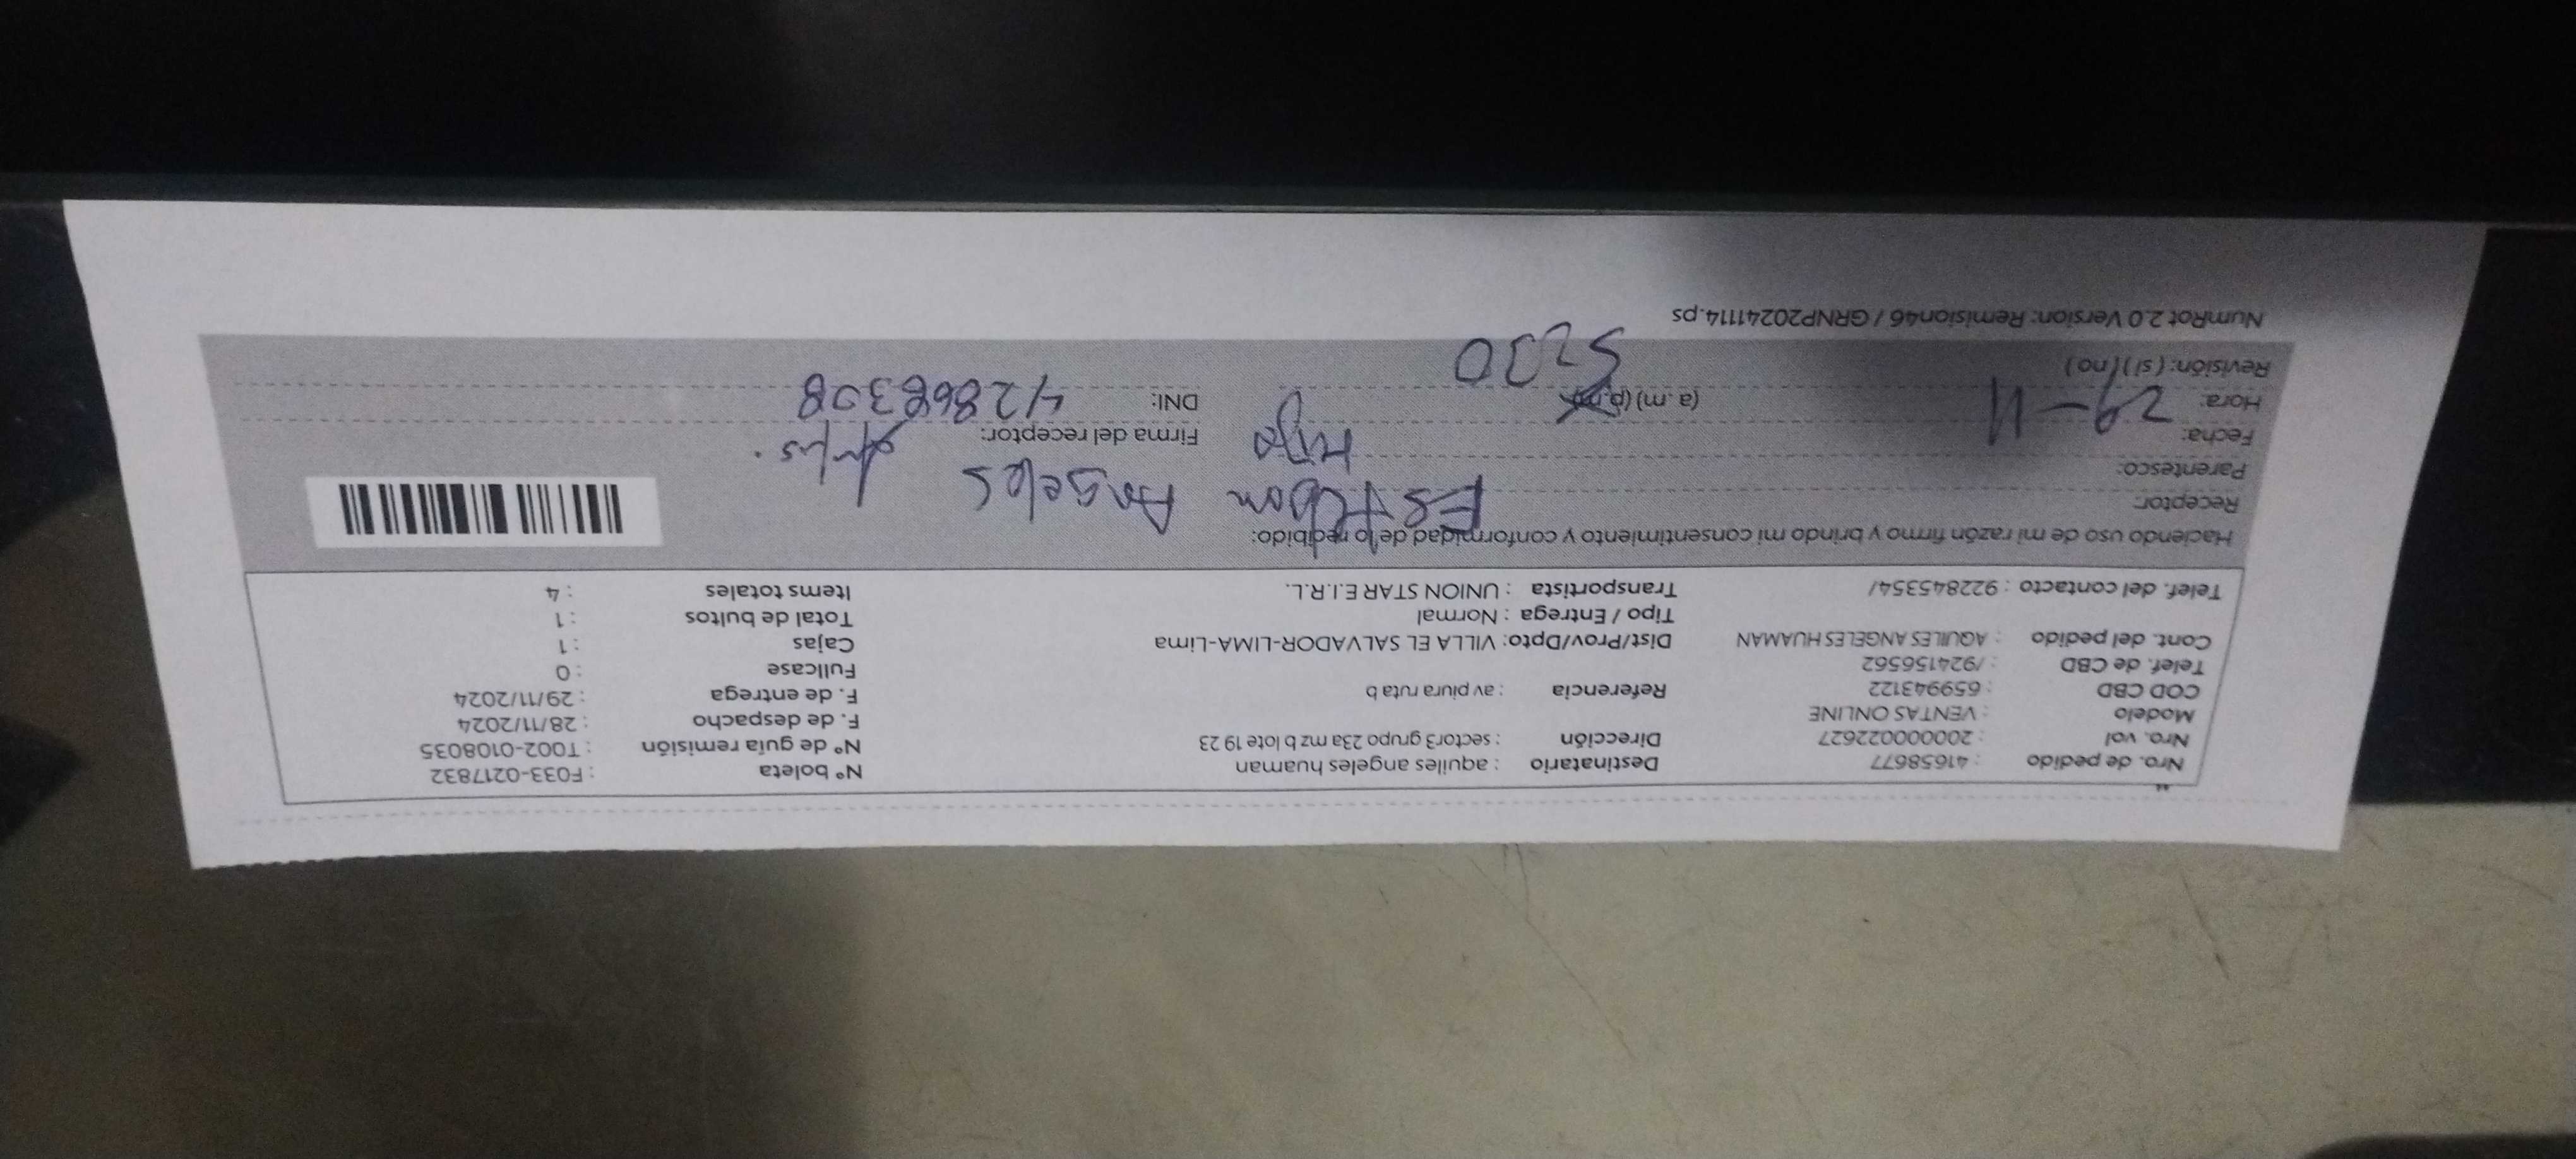 Nro. de pedido : 41658677 Destinatario : aquiles angeles huaman N° boleta : F033-0217832
Nro. vol : 2000000022627 Dirección : sector3 grupo 23a mz b lote 19 23 N° de guía remisión : T002-0108035
Modelo : VENTAS ONLINE F. de despacho : 28/11/2024
COD CBD : 659943122 Referencia : av piura ruta b F. de entrega : 29/11/2024
Telef. de CBD : /924156562 Fullcase : 0
Cont. del pedido : AQUILES ANGELES HUAMAN Dist/Prov/Dpto: VILLA EL SALVADOR-LIMA-Lima Cajas : 1
Tipo / Entrega : Normal Total de bultos : 1
Telef. del contacto : 922845354/ Transportista : UNION STAR E.I.R.L. Items totales : 4
Haciendo uso de mi razón firmo y brindo mi consentimiento y conformidad de lo recibido:
Receptor: Esteban Angeles
Parentesco: Hijo
Fecha: 29-11 Firma del receptor:
Hora: (a.m) (p.m) 5:30 DNI: 42868308
Revisión: (si) (no)
NumRot 2.0 Version: Remision46 / GRNP20241114.ps